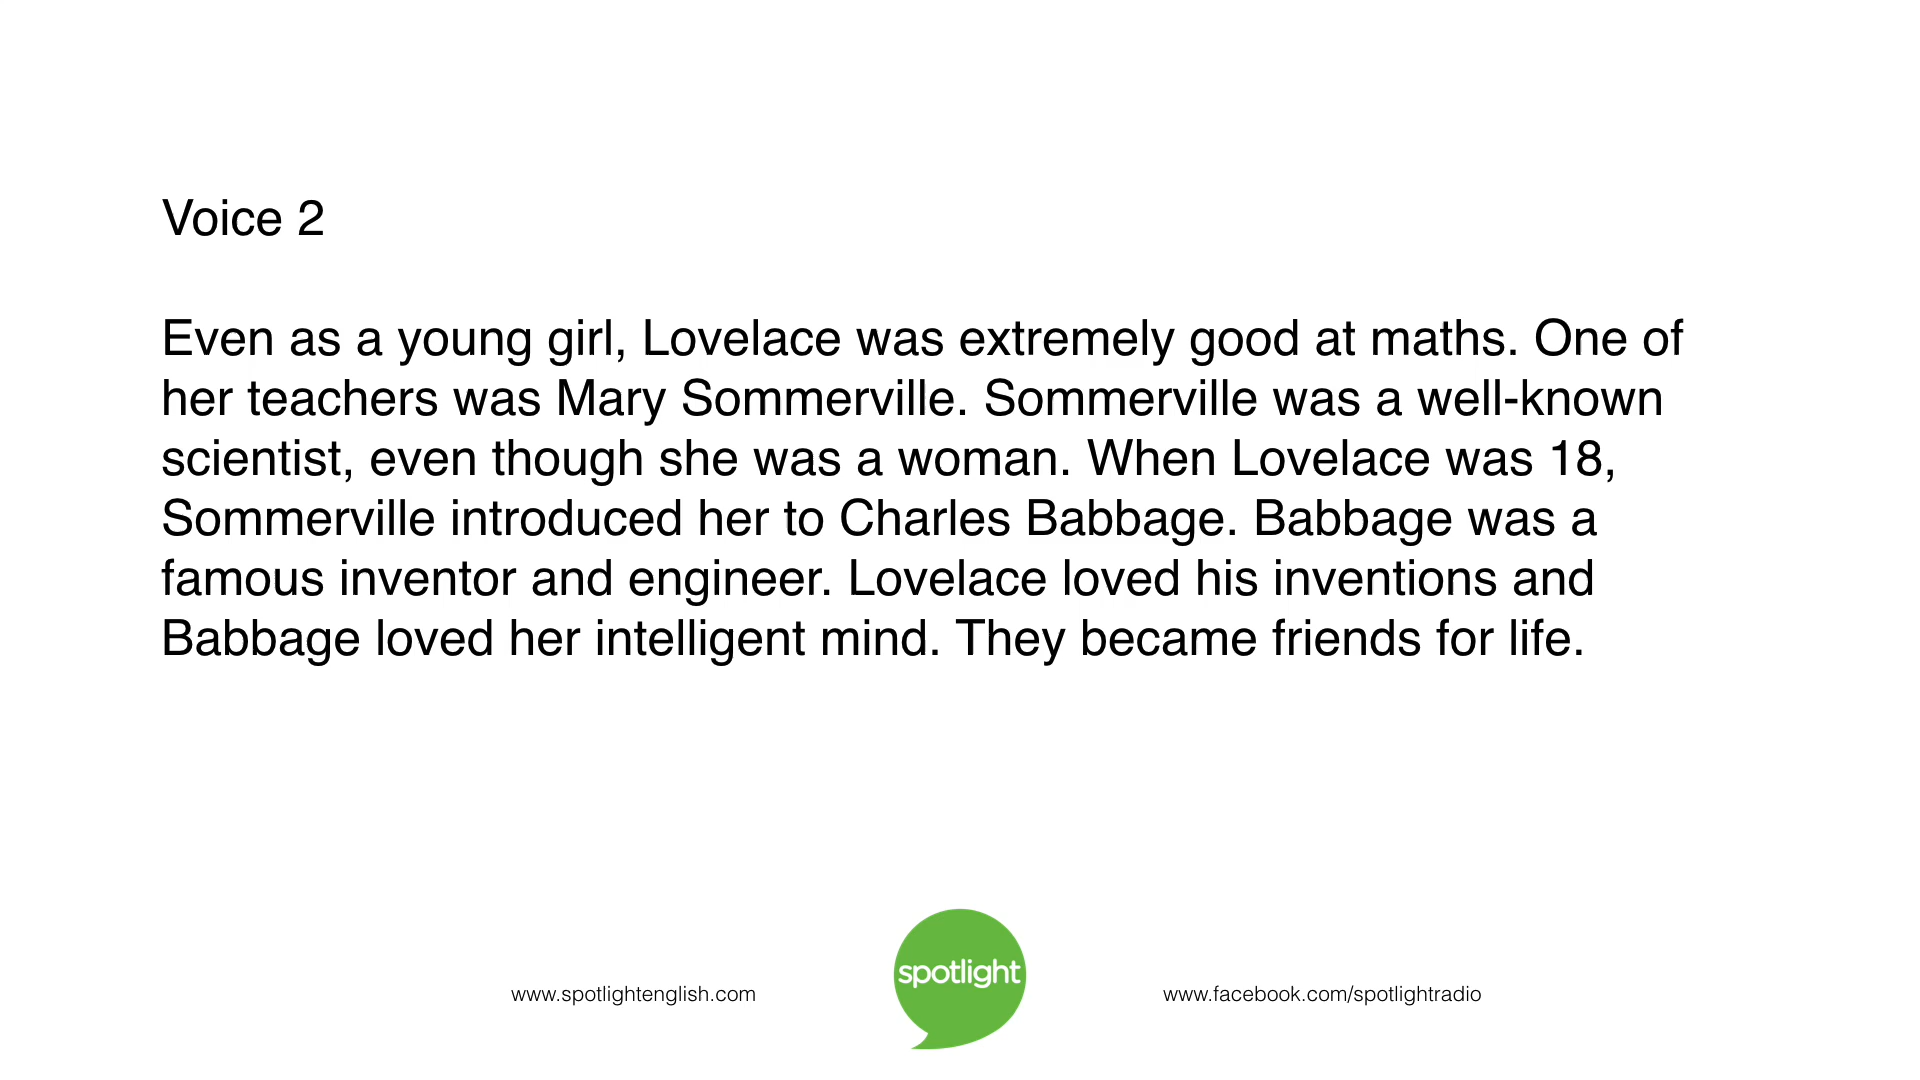 Voice 2
Even as a young girl, Lovelace was extremely good at maths. One of
her teachers was Mary Sommerville. Sommerville was a well-known
scientist, even though she was a woman. When Lovelace was 18,
Sommerville introduced her to Charles Babbage. Babbage was a
famous inventor and engineer. Lovelace loved his inventions and
Babbage loved her intelligent mind. They became friends for life.
www.spotlightenglish.com
spotlight
www.facebook.com/spotlightradio